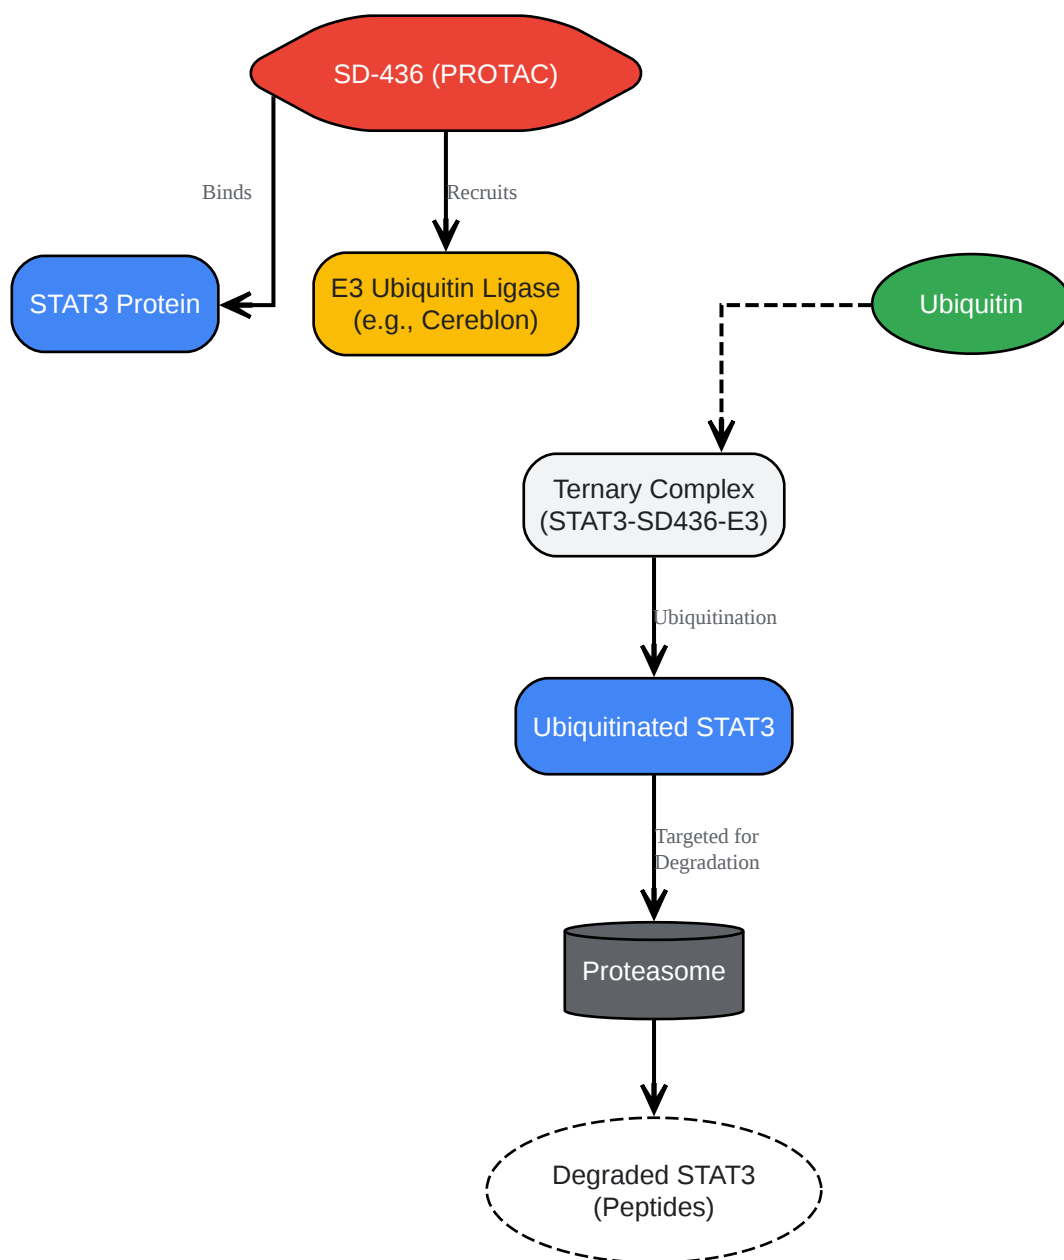 SD-436 (PROTAC)
Binds
Recruits
STAT3 Protein
E3 Ubiquitin Ligase
(e.g., Cereblon)
Ubiquitin
Ternary Complex
(STAT3-SD436-E3)
Ubiquitination
Ubiquitinated STAT3
Targeted for
Degradation
Proteasome
Degraded STAT3
(Peptides)